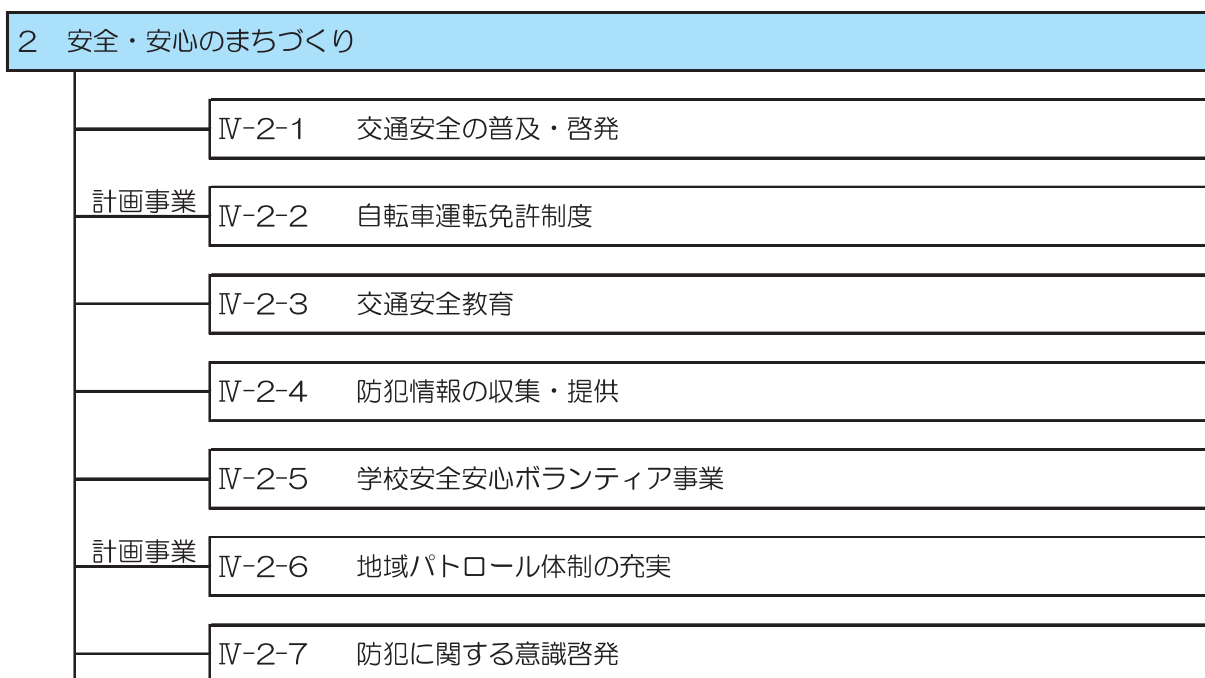 2 安全・安心のまちづくり
Ⅳ-2-1 交通安全の普及・啓発
計画事業 Ⅳ-2-2 自転車運転免許制度
Ⅳ-2-3 交通安全教育
Ⅳ-2-4 防犯情報の収集・提供
Ⅳ-2-5 学校安全安心ボランティア事業
計画事業 Ⅳ-2-6 地域パトロール体制の充実
Ⅳ-2-7 防犯に関する意識啓発